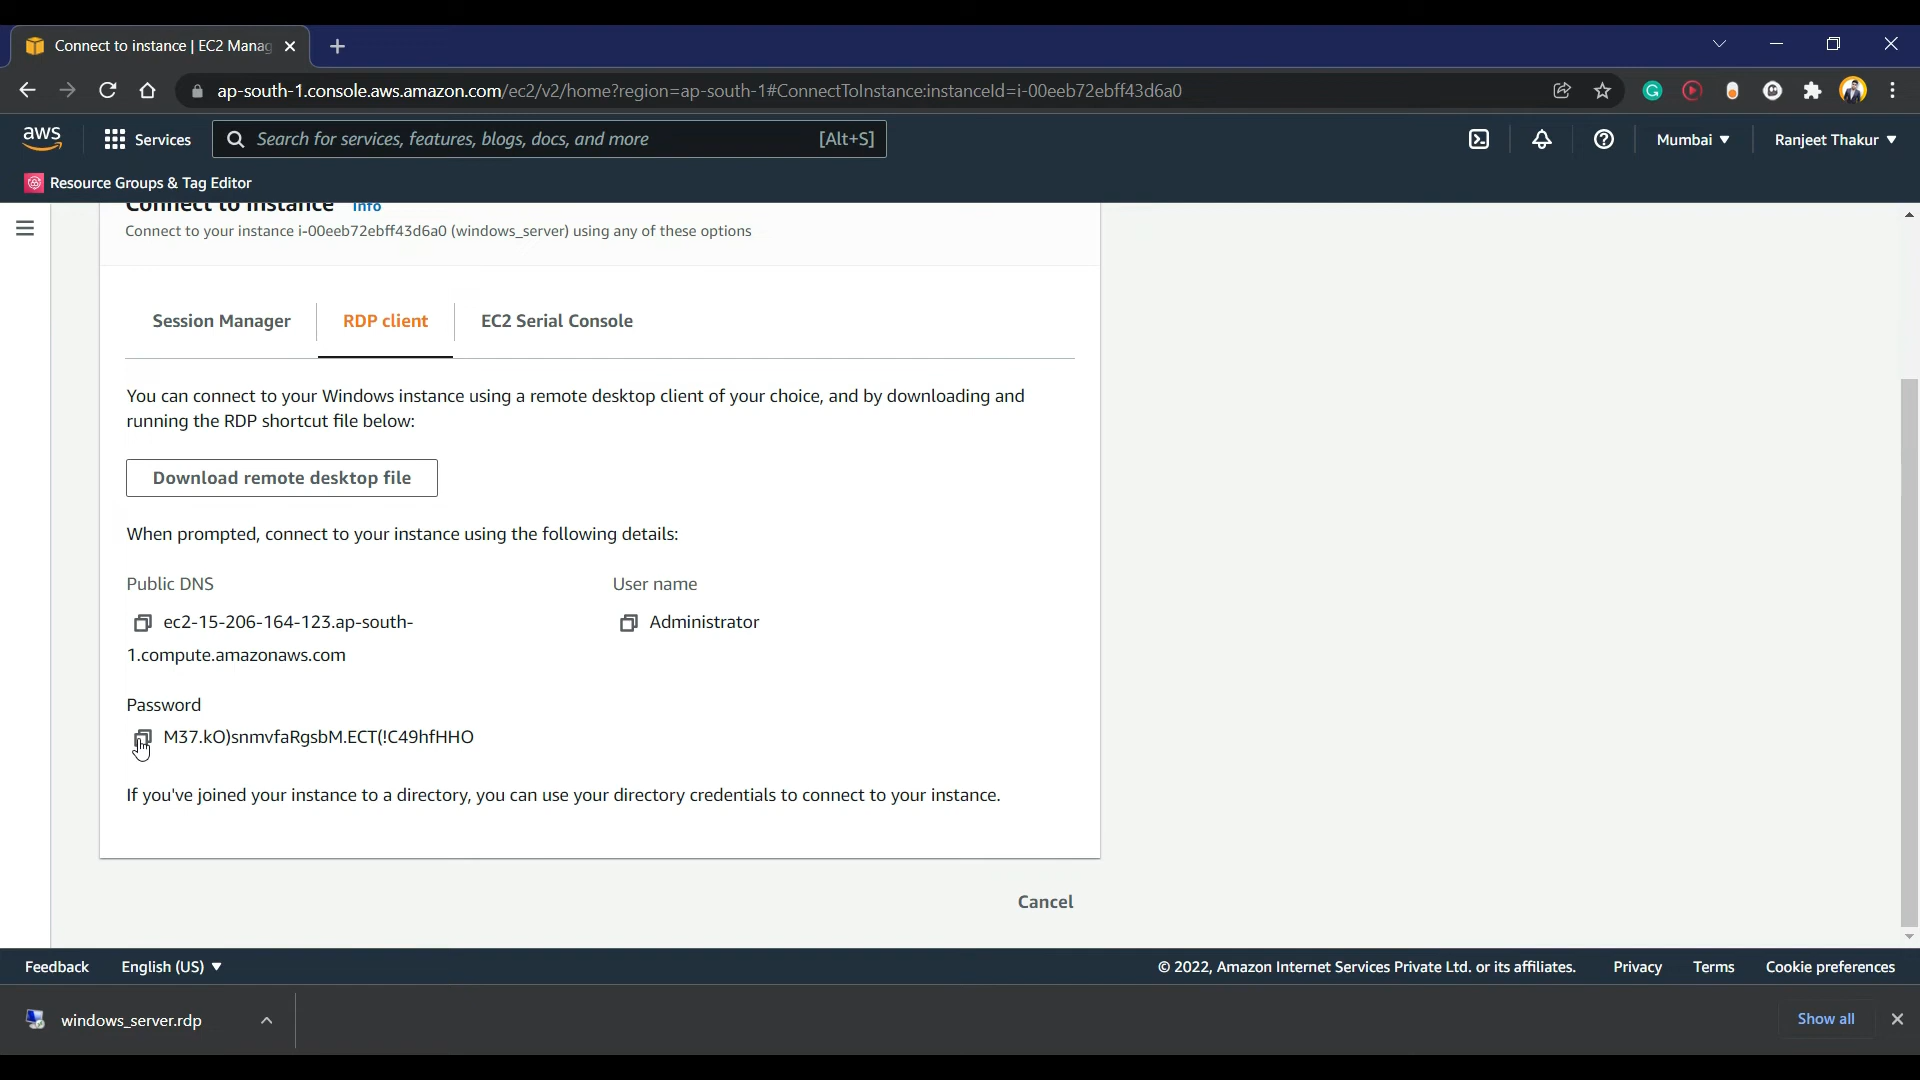 Connect to instance | EC2 Manag
ap-south-1.console.aws.amazon.com/ec2/v2/home?region=ap-south-1#ConnectToInstance:instanceId=i-00eeb72ebff43d6a0
aws
Services
Search for services, features, blogs, docs, and more
[Alt+S]
Mumbai
Ranjeet Thakur
Resource Groups & Tag Editor
Connect to instance Info
Connect to your instance i-00eeb72ebff43d6a0 (windows_server) using any of these options
Session Manager
RDP client
EC2 Serial Console
You can connect to your Windows instance using a remote desktop client of your choice, and by downloading and
running the RDP shortcut file below:
Download remote desktop file
When prompted, connect to your instance using the following details:
Public DNS
User name
ec2-15-206-164-123.ap-south-
Administrator
1.compute.amazonaws.com
Password
M37.kO)snmvfaRgsbM.ECT(!C49hfHHO
If you've joined your instance to a directory, you can use your directory credentials to connect to your instance.
Cancel
Feedback
English (US)
© 2022, Amazon Internet Services Private Ltd. or its affiliates.
Privacy
Terms
Cookie preferences
windows_server.rdp
Show all